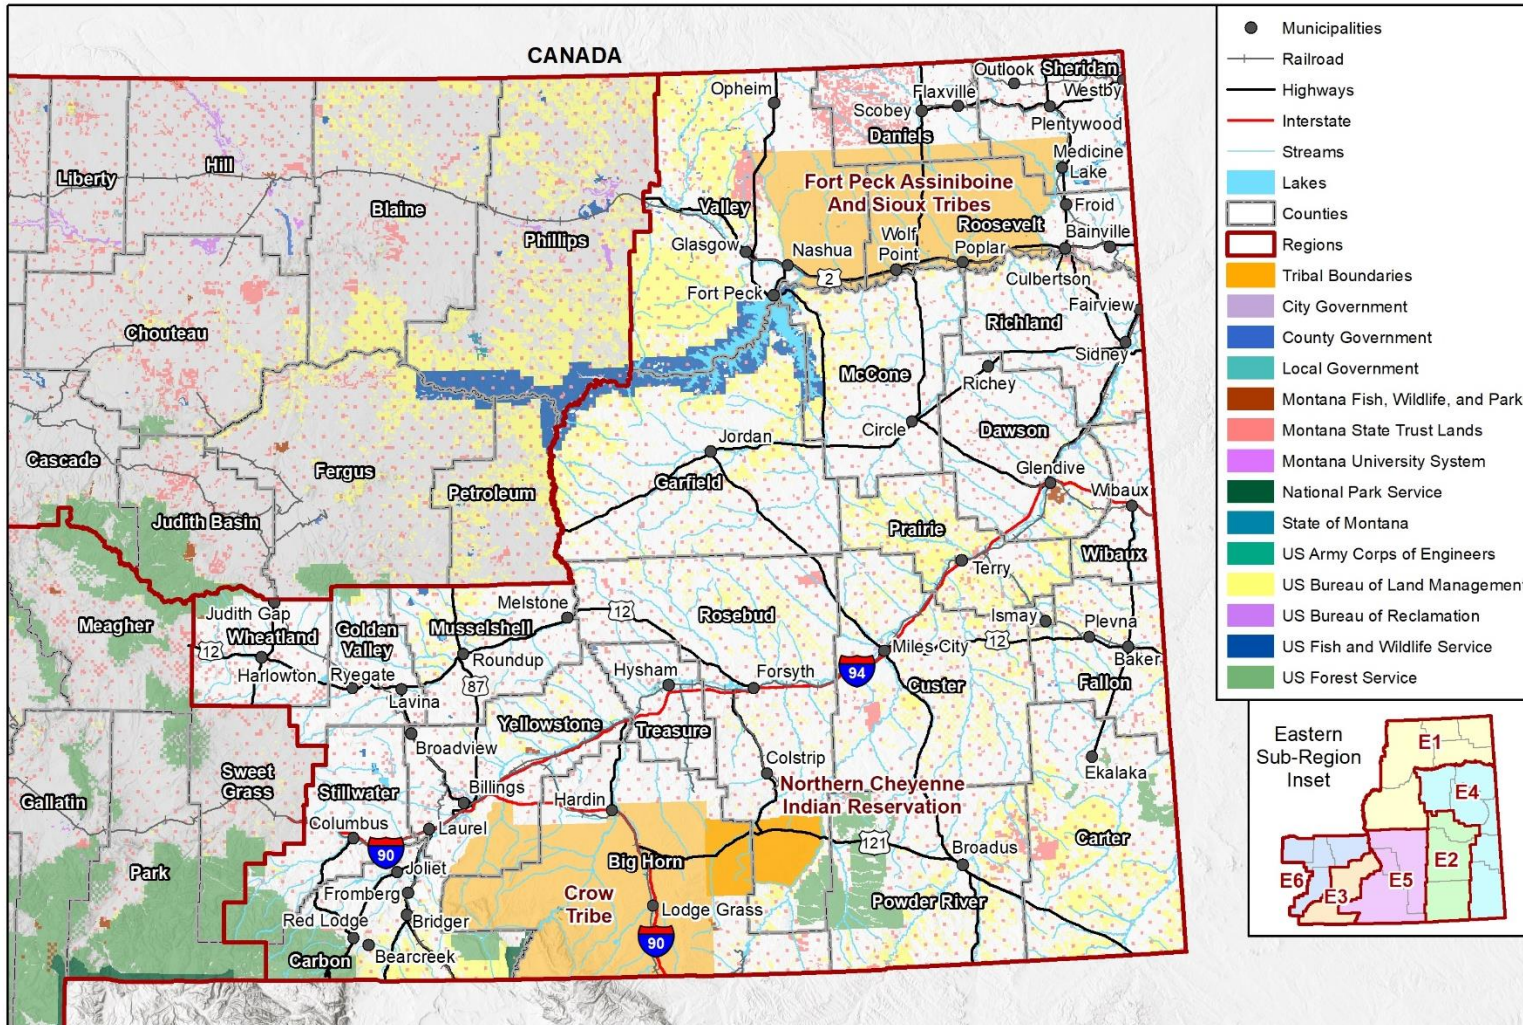 CANADA
Outlook
Sheridan
Opheim
Flaxville
Westby
Scobey
Plentywood
Daniels
Hill
Liberty
Medicine
Lake
Fort Peck Assiniboine
And Sioux Tribes
Blaine
Valley
Froid
Roosevelt
Phillips
Bainville
Glasgow
Nashua
Wolf
Point
Poplar
2
Culbertson
Fort Peck
Fairview
Richland
Chouteau
Sidney
McCone
Richey
Circle
Dawson
Jordan
Cascade
Fergus
Garfield
Glendive
Petroleum
Wibaux
Judith Basin
Prairie
Wibaux
Terry
Judith Gap
Melstone
12
Rosebud
Ismay
Meagher
Wheatland
Golden
Valley
Musselshell
Plevna
12
12
Roundup
Miles City
Baker
Harlowton
Ryegate
Hysham
Forsyth
94
Custer
Fallon
87
Lavina
Yellowstone
Treasure
Broadview
Colstrip
Ekalaka
Sweet
Grass
Northern Cheyenne
Indian Reservation
Gallatin
Stillwater
Billings
Hardin
Columbus
Laurel
Carter
90
121
Broadus
Park
Joliet
Big Horn
Fromberg
Crow
Tribe
Powder River
Red Lodge
Bridger
Lodge Grass
90
Carbon
Bearcreek
Municipalities
Railroad
Highways
Interstate
Streams
Lakes
Counties
Regions
Tribal Boundaries
City Government
County Government
Local Government
Montana Fish, Wildlife, and Park
Montana State Trust Lands
Montana University System
National Park Service
State of Montana
US Army Corps of Engineers
US Bureau of Land Management
US Bureau of Reclamation
US Fish and Wildlife Service
US Forest Service
Eastern
Sub-Region
Inset
E1
E4
E2
E6
E3
E5